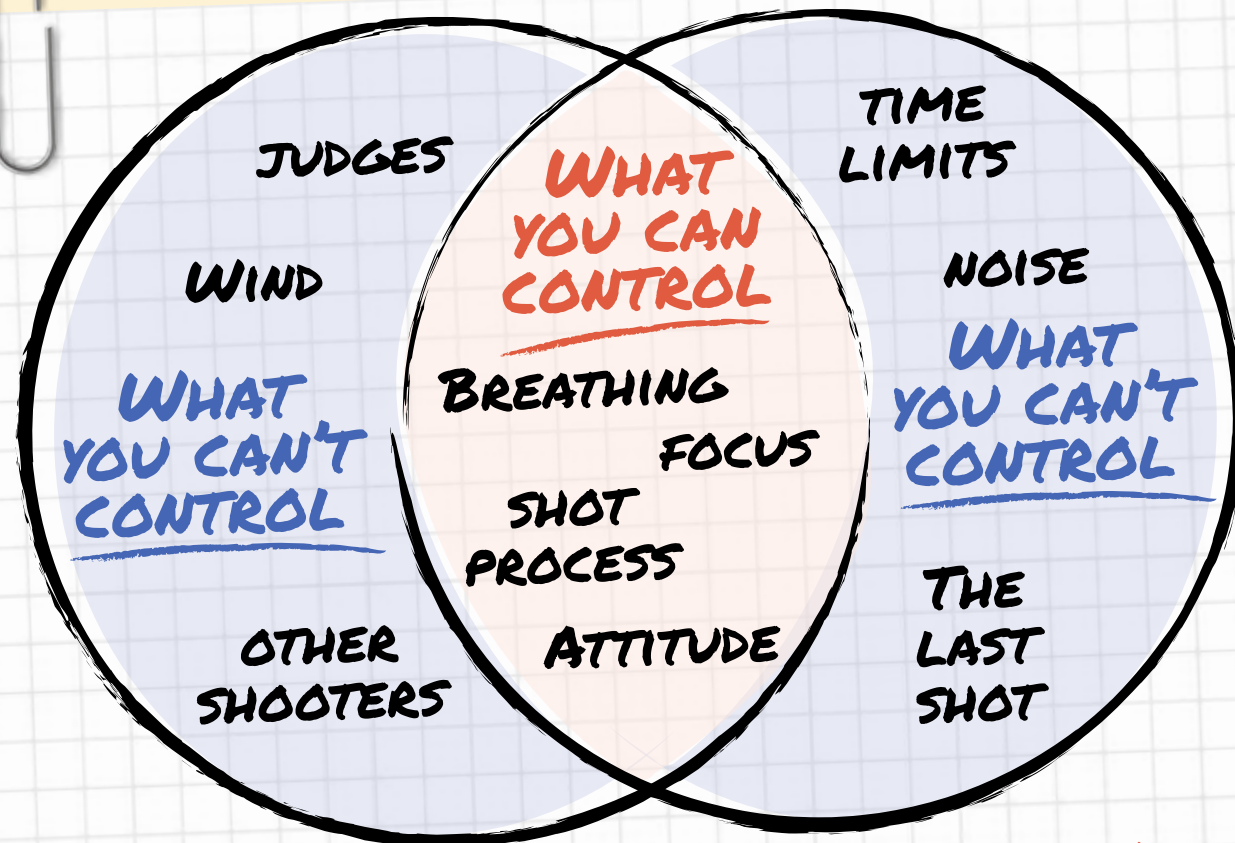 JUDGES
WIND
WHAT
YOU CAN'T
CONTROL
OTHER
SHOOTERS
WHAT
YOU CAN
CONTROL
BREATHING
FOCUS
SHOT
PROCESS
ATTITUDE
TIME
LIMITS
NOISE
WHAT
YOU CAN'T
CONTROL
THE
LAST
SHOT